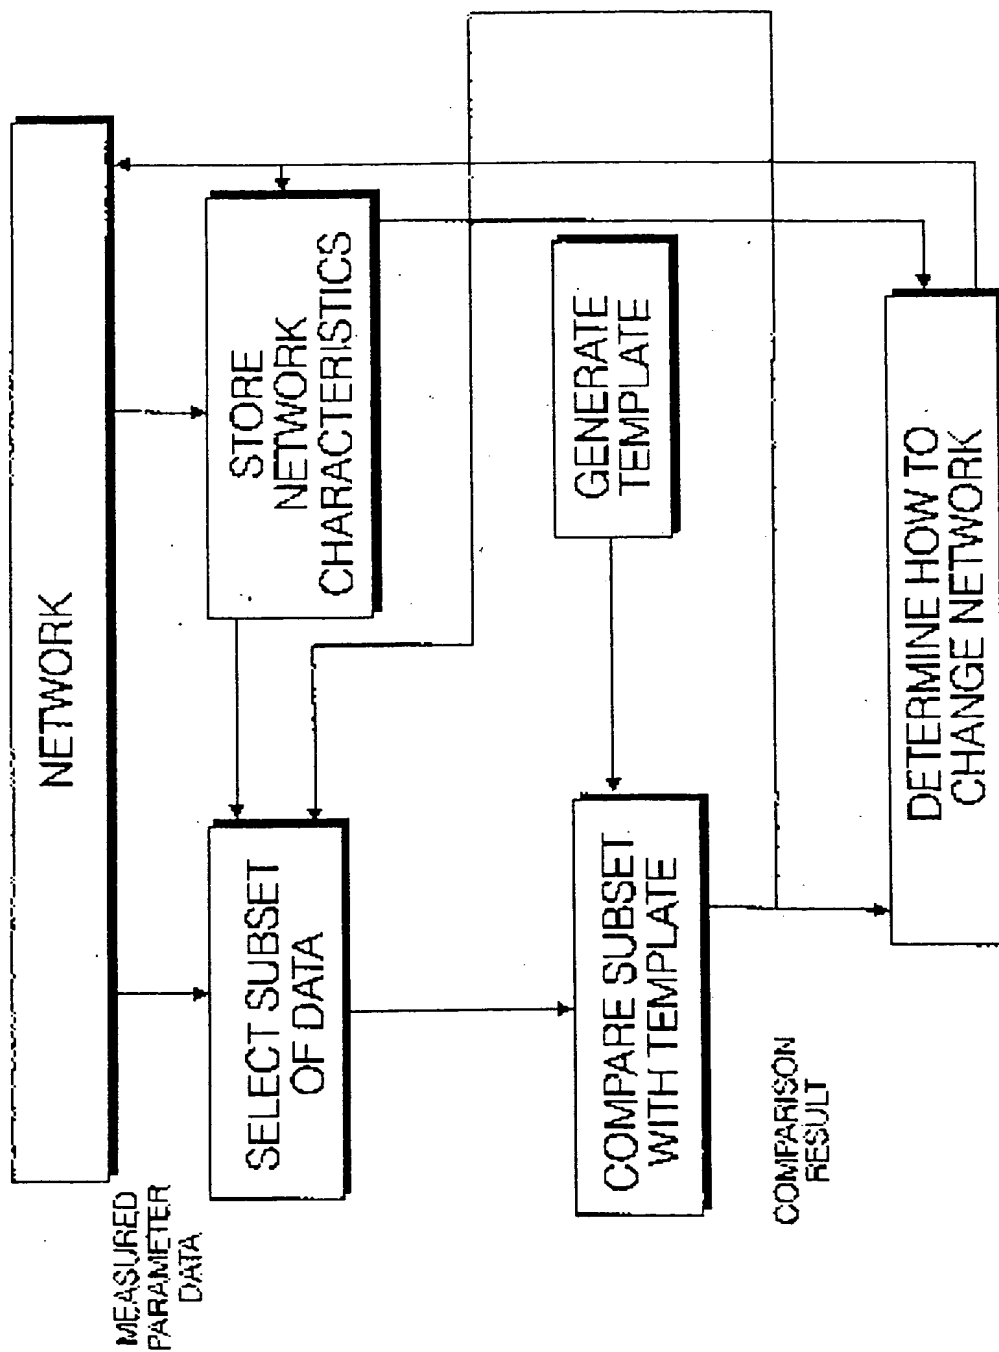 NETWORK
MEASURED
PARAMETER
DATA
SELECT SUBSET
OF DATA
STORE
NETWORK
CHARACTERISTICS
COMPARE SUBSET
WITH TEMPLATE
GENERATE
TEMPLATE
COMPARISON
RESULT
DETERMINE HOW TO
CHANGE NETWORK